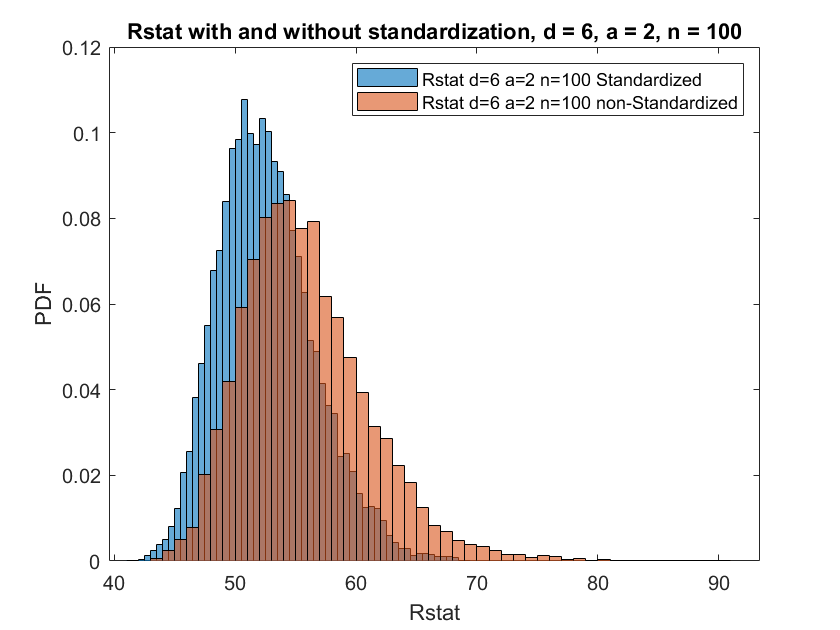 Rstat with and without standardization, d = 6, a = 2, n = 100
Rstat d=6 a=2 n=100 Standardized
Rstat d=6 a=2 n=100 non-Standardized
0.12
0.1
0.08
0.06
0.04
0.02
0
PDF
40 50 60 70 80 90
Rstat